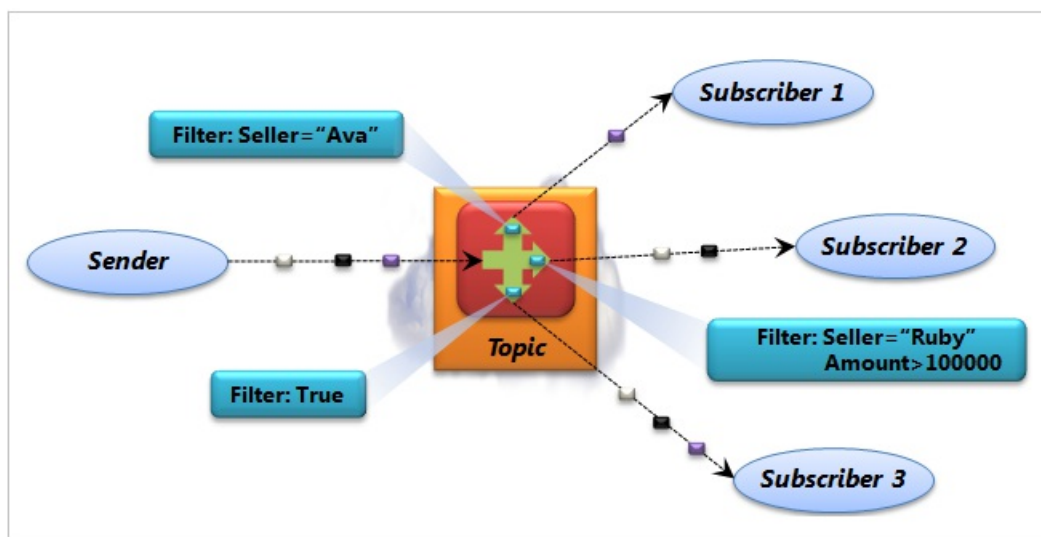 Subscriber 1
Filter: Seller=“Ava”
Sender
Subscriber 2
Topic
Filter: Seller=“Ruby”
Amount>100000
Filter: True
Subscriber 3